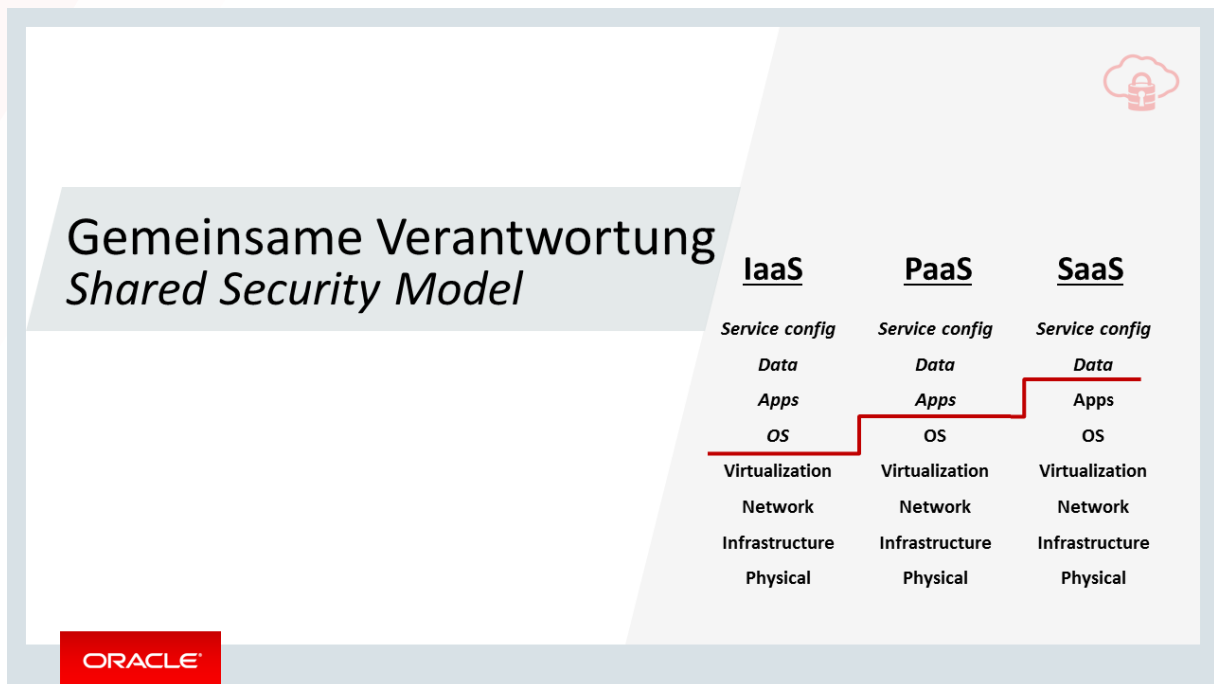 Gemeinsame Verantwortung
Shared Security Model
IaaS PaaS SaaS
Service config Service config Service config
Data Data Data
Apps Apps Apps
OS OS OS
Virtualization Virtualization Virtualization
Network Network Network
Infrastructure Infrastructure Infrastructure
Physical Physical Physical
ORACLE®